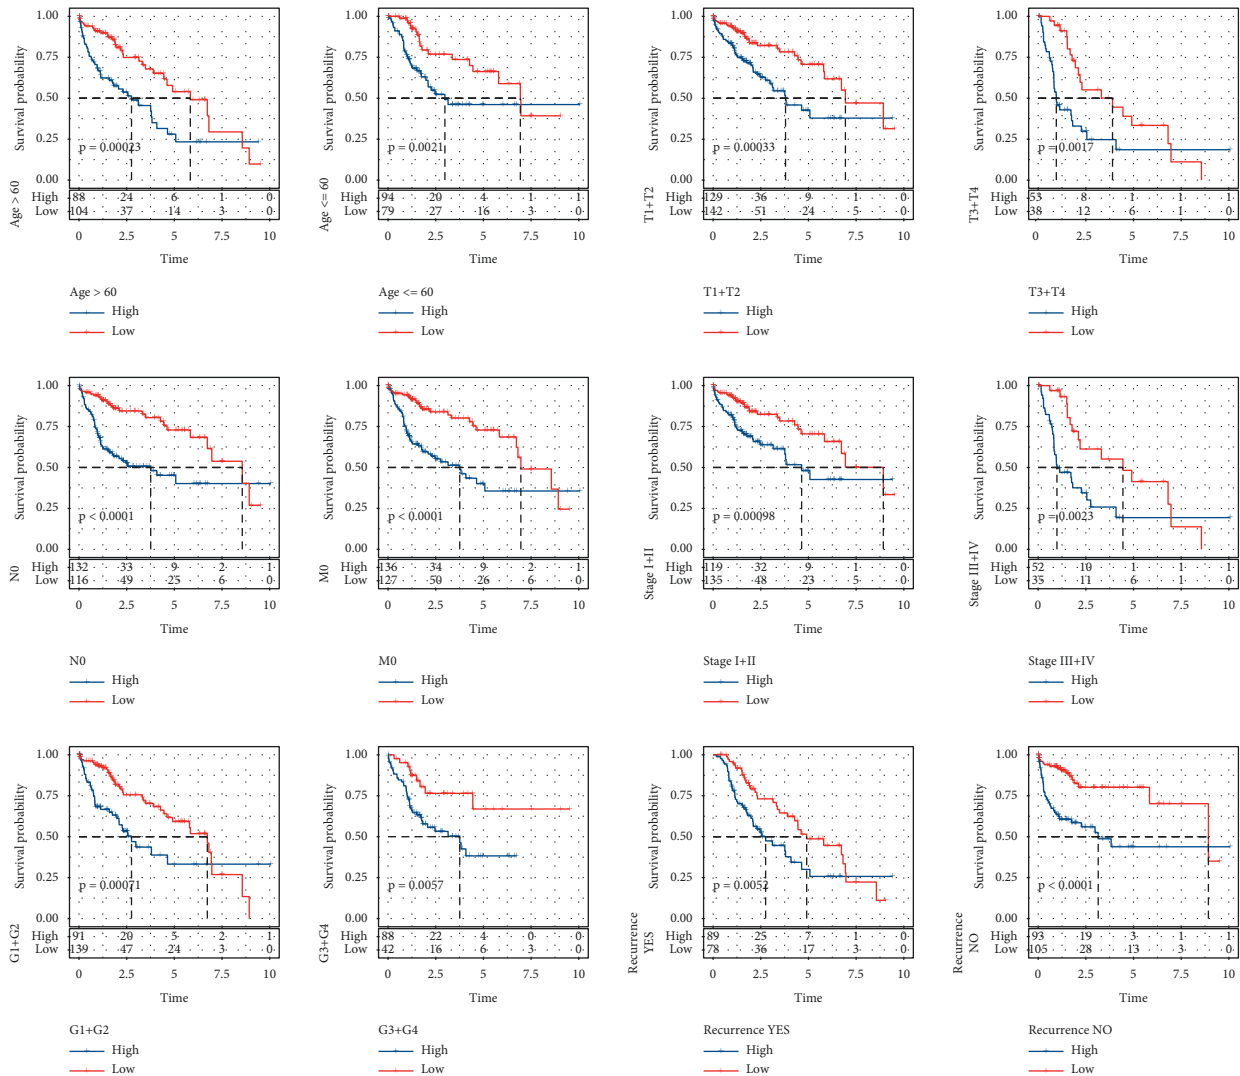 Age > 60
Survival probability
1.00
0.75
0.50
0.25
0.00
p = 0.00023
High 88 24 6 1 0
Low 104 37 14 3 0
0 2.5 5 7.5 10
Time
Age > 60
High
Low
Age <= 60
Survival probability
1.00
0.75
0.50
0.25
0.00
p = 0.0021
High 94 20 4 1 1
Low 79 27 16 3 0
0 2.5 5 7.5 10
Time
Age <= 60
High
Low
T1+T2
Survival probability
1.00
0.75
0.50
0.25
0.00
p = 0.00033
High 129 36 9 1 0
Low 142 51 24 5 0
0 2.5 5 7.5 10
Time
T1+T2
High
Low
T3+T4
Survival probability
1.00
0.75
0.50
0.25
0.00
p = 0.0017
High 53 8 1 1 1
Low 38 12 6 1 0
0 2.5 5 7.5 10
Time
T3+T4
High
Low
N0
Survival probability
1.00
0.75
0.50
0.25
0.00
p < 0.0001
High 132 33 9 2 1
Low 116 49 25 6 0
0 2.5 5 7.5 10
Time
N0
High
Low
M0
Survival probability
1.00
0.75
0.50
0.25
0.00
p < 0.0001
High 136 34 9 2 1
Low 127 50 26 6 0
0 2.5 5 7.5 10
Time
M0
High
Low
Stage I+II
Survival probability
1.00
0.75
0.50
0.25
0.00
p = 0.00098
High 119 32 9 1 0
Low 135 48 23 5 0
0 2.5 5 7.5 10
Time
Stage I+II
High
Low
Stage III+IV
Survival probability
1.00
0.75
0.50
0.25
0.00
p = 0.0023
High 52 10 1 1 1
Low 35 11 6 1 0
0 2.5 5 7.5 10
Time
Stage III+IV
High
Low
G1+G2
Survival probability
1.00
0.75
0.50
0.25
0.00
p = 0.00071
High 91 20 5 2 1
Low 139 47 24 3 0
0 2.5 5 7.5 10
Time
G1+G2
High
Low
G3+G4
Survival probability
1.00
0.75
0.50
0.25
0.00
p = 0.0057
High 88 22 4 0 0
Low 42 16 6 3 0
0 2.5 5 7.5 10
Time
G3+G4
High
Low
Recurrence
YES
Survival probability
1.00
0.75
0.50
0.25
0.00
p = 0.0052
High 89 25 7 1 0
Low 78 36 17 3 0
0 2.5 5 7.5 10
Time
Recurrence YES
High
Low
Recurrence
NO
Survival probability
1.00
0.75
0.50
0.25
0.00
p < 0.0001
High 93 19 3 1 1
Low 105 28 13 3 0
0 2.5 5 7.5 10
Time
Recurrence NO
High
Low